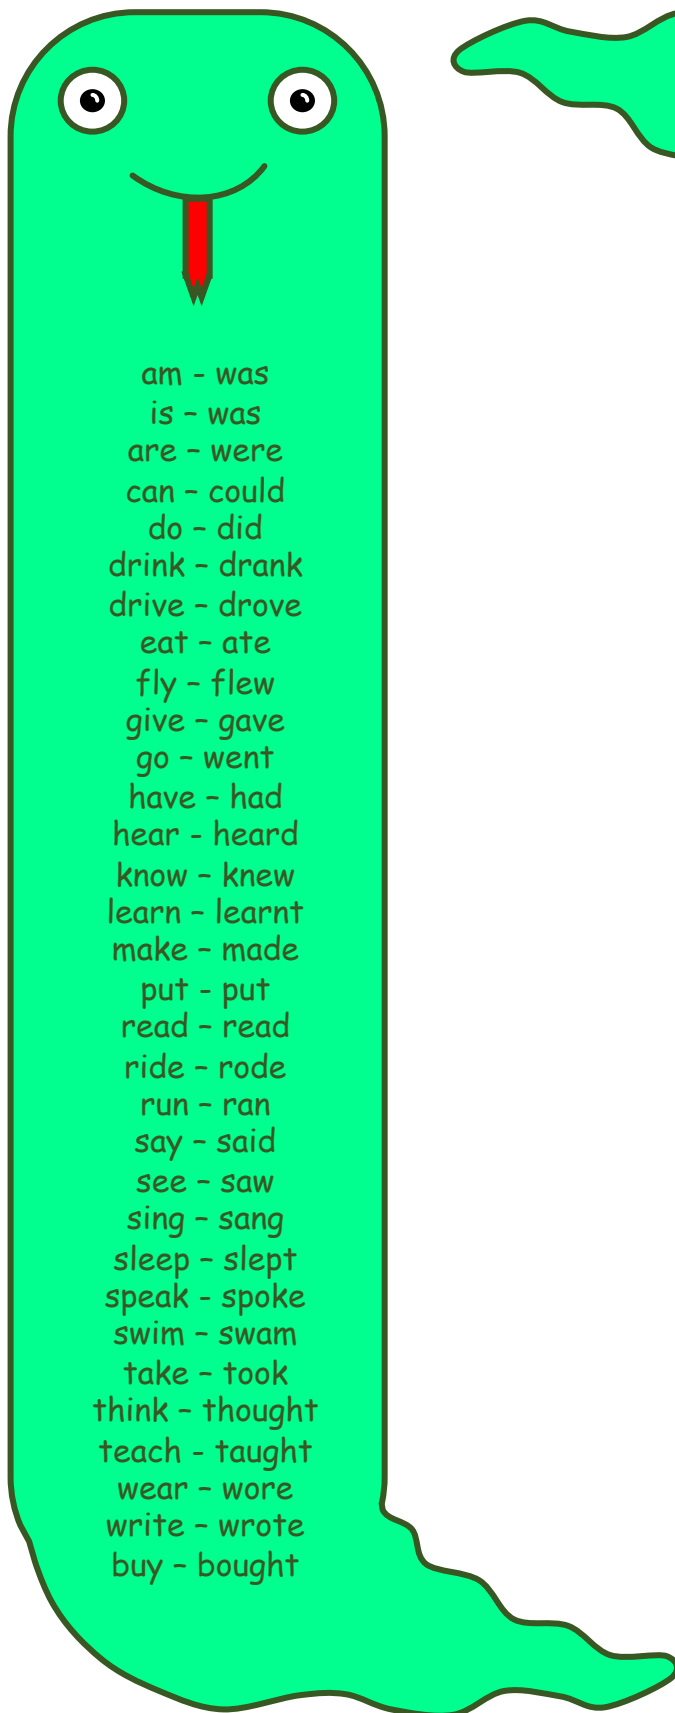 am - was
is – was
are – were
can – could
do – did
drink – drank
drive – drove
eat – ate
fly – flew
give – gave
go – went
have – had
hear - heard
know – knew
learn – learnt
make – made
put - put
read – read
ride – rode
run – ran
say – said
see – saw
sing – sang
sleep – slept
speak - spoke
swim – swam
take – took
think – thought
teach - taught
wear – wore
write – wrote
buy – bought